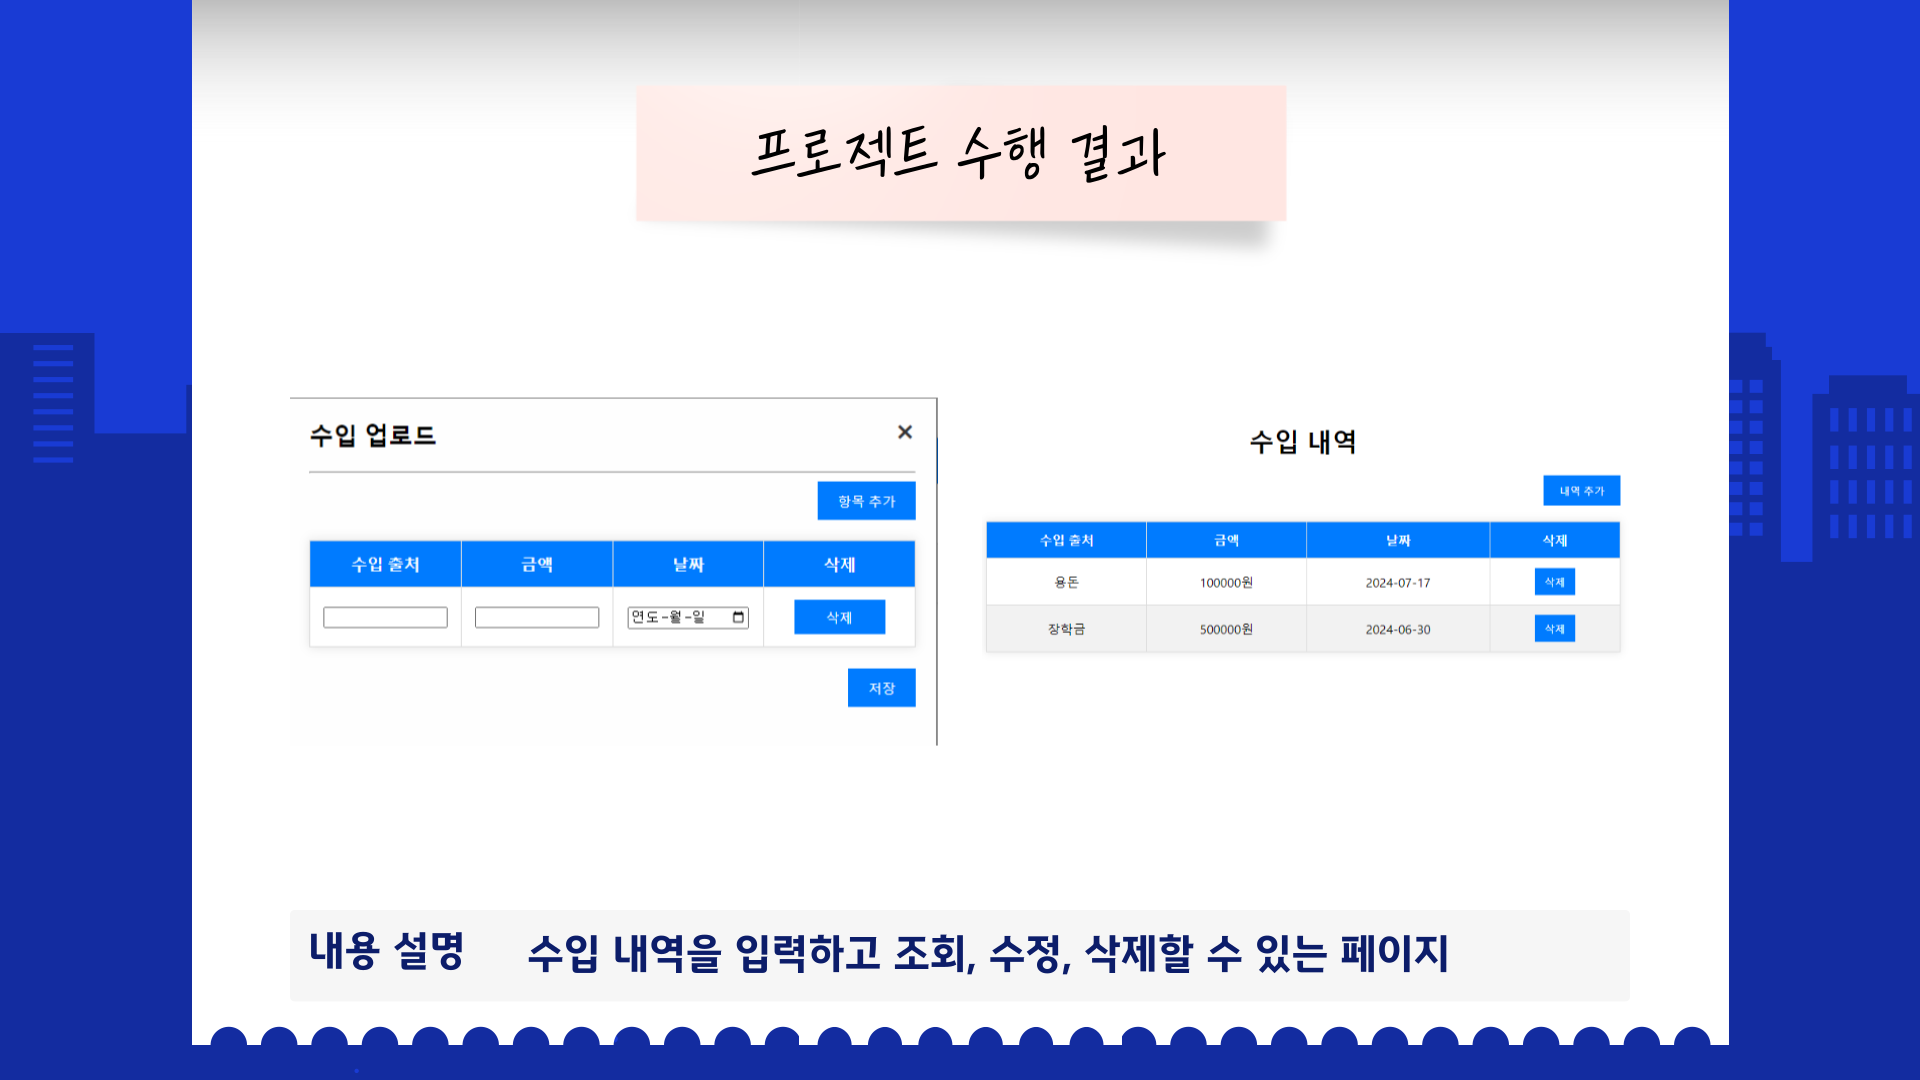 프로젝트 수행 결과
수입 업로드 ×
항목 추가
수입 출처 금액 날짜 삭제
연도-월-일 삭제
저장
수입 내역
내역 추가
수입 출처 금액 날짜 삭제
용돈 100000원 2024-07-17 삭제
장학금 500000원 2024-06-30 삭제
내용 설명 수입 내역을 입력하고 조회, 수정, 삭제할 수 있는 페이지